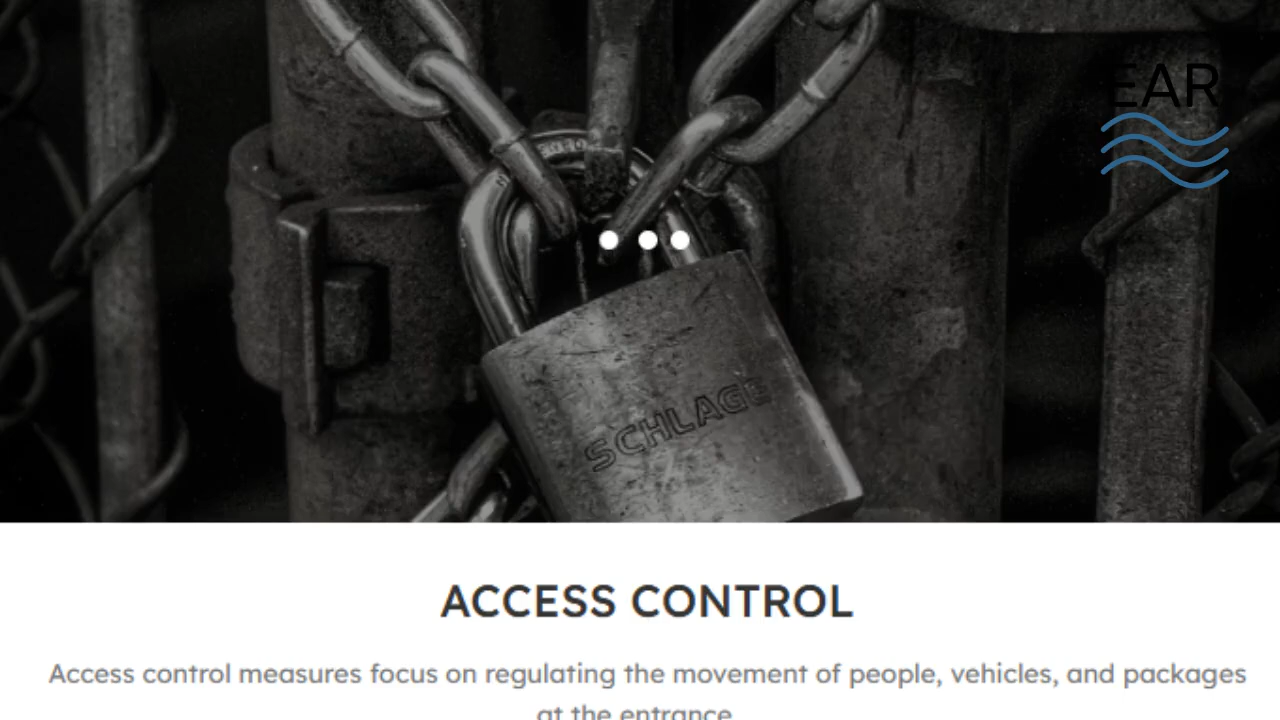 EAR
SCHLAGE
ACCESS CONTROL
Access control measures focus on regulating the movement of people, vehicles, and packages
at the entrance.